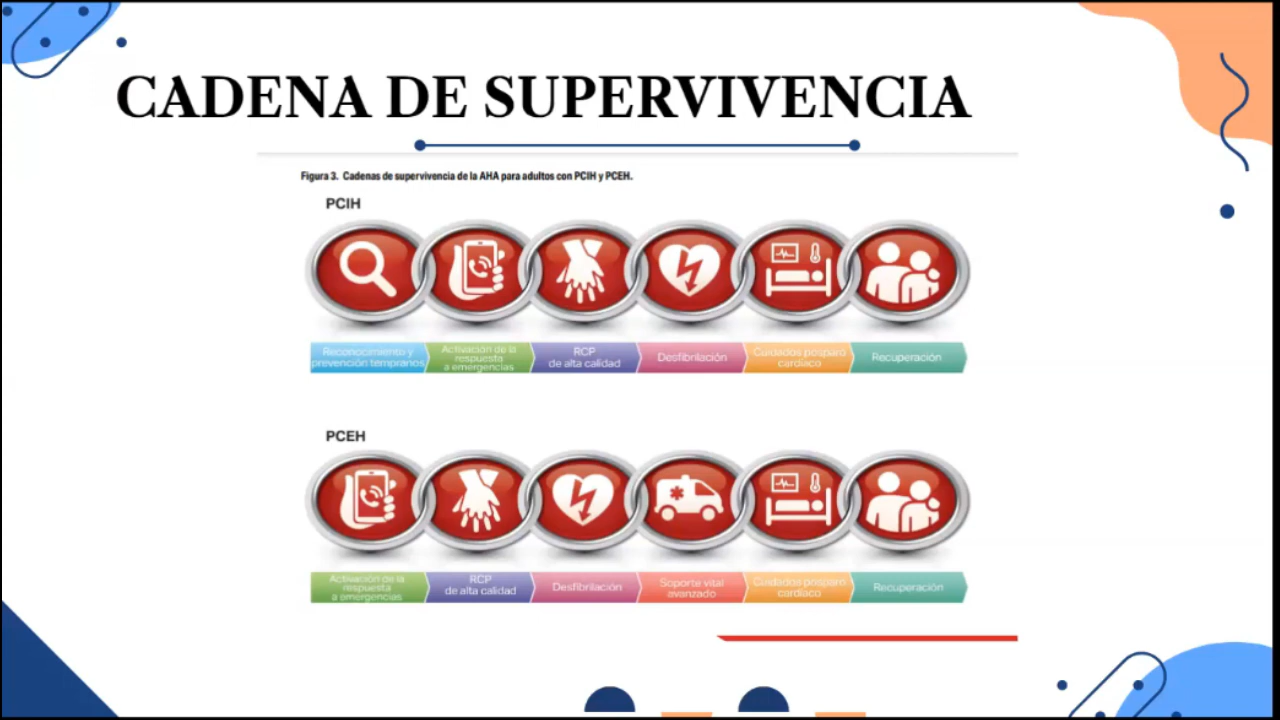 CADENA DE SUPERVIVENCIA
Figura 3. Cadenas de supervivencia de la AHA para adultos con PCIH y PCEH.
PCIH
Reconocimiento y
prevención tempranos
Activación de la
respuesta
a emergencias
RCP
de alta calidad
Desfibrilación
Cuidados posparo
cardíaco
Recuperación
PCEH
Activación de la
respuesta
a emergencias
RCP
de alta calidad
Desfibrilación
Soporte vital
avanzado
Cuidados posparo
cardíaco
Recuperación